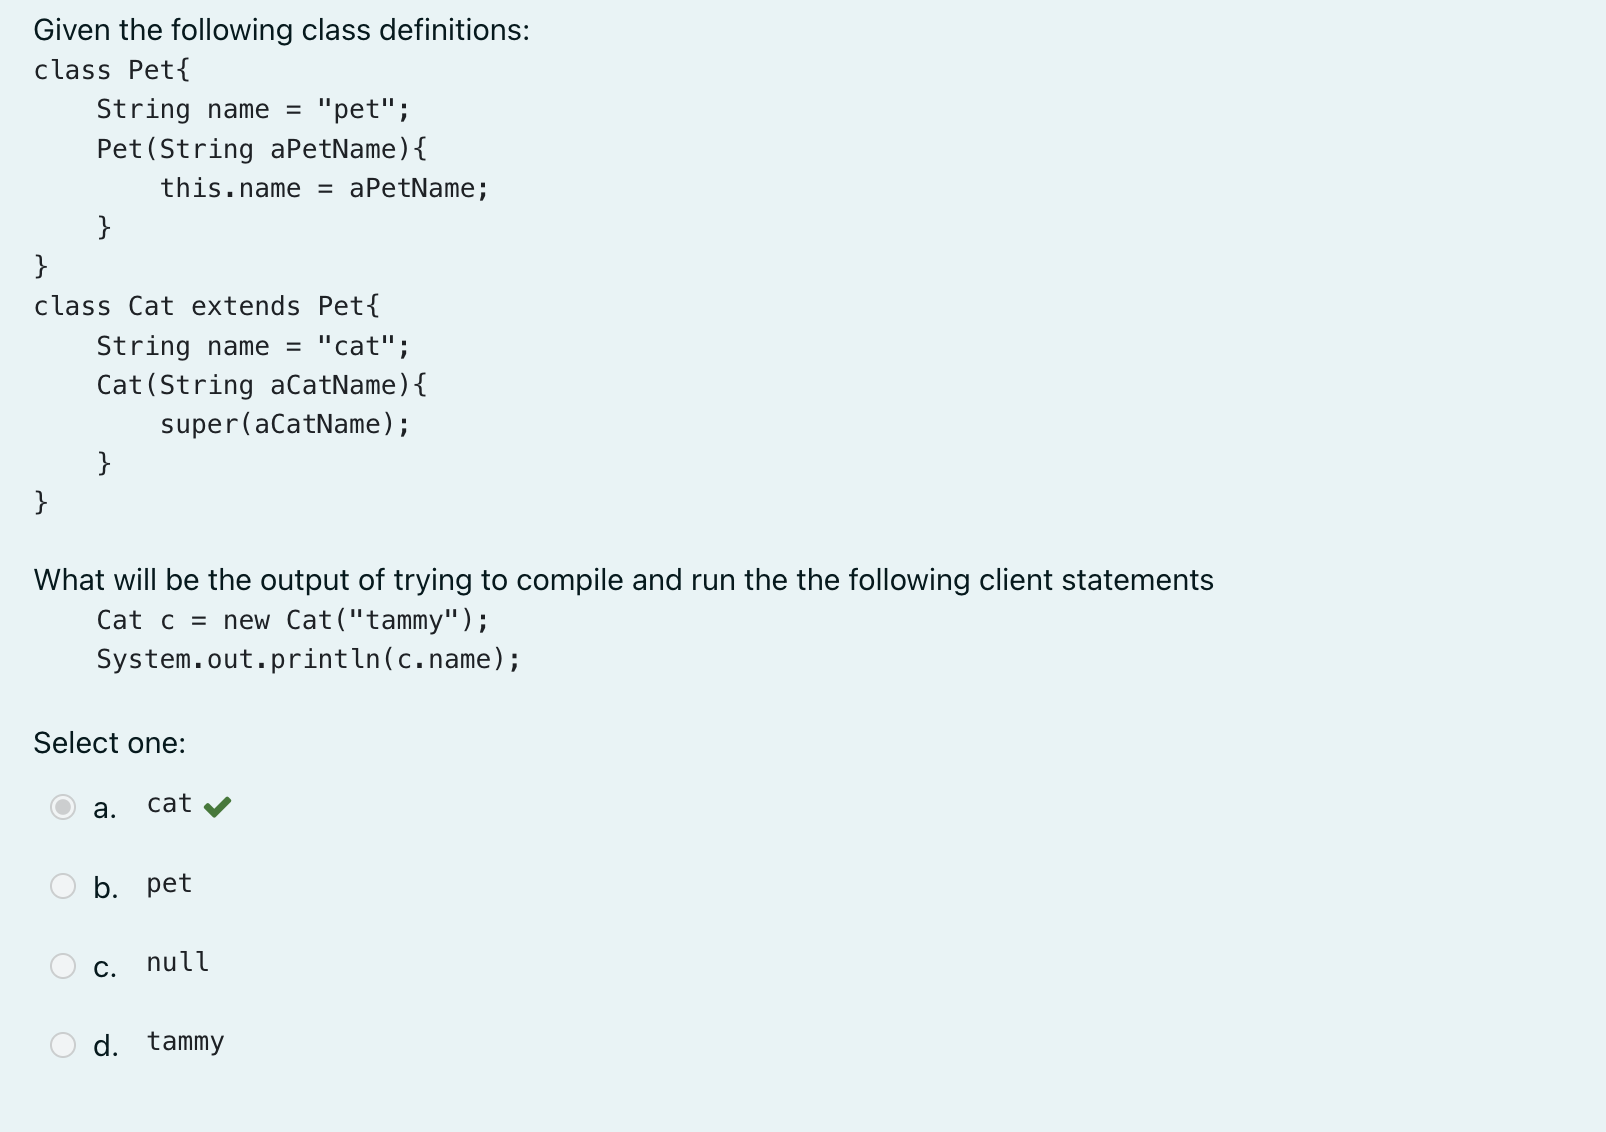 Given the following class definitions:
class Pet{
    String name = "pet";
    Pet(String aPetName){
        this.name = aPetName;
    }
}
class Cat extends Pet{
    String name = "cat";
    Cat(String aCatName){
        super(aCatName);
    }
}
What will be the output of trying to compile and run the the following client statements
    Cat c = new Cat("tammy");
    System.out.println(c.name);
Select one:
a. cat
b. pet
c. null
d. tammy